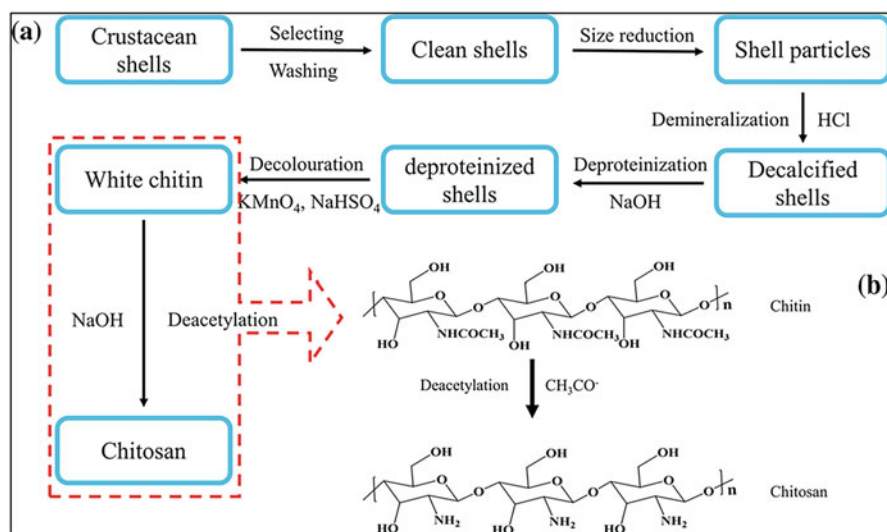 (a)
Crustacean
shells
Selecting
Washing
Clean shells
Size reduction
Shell particles
Demineralization
HCl
Decalcified
shells
Deproteinization
NaOH
deproteinized
shells
Decolouration
KMnO₄, NaHSO₄
White chitin
NaOH
Deacetylation
Chitosan
(b)
OH OH OH
O O O O O O n
HO NHCOCH₃ OH NHCOCH₃ OH NHCOCH₃
Chitin
Deacetylation
CH₃CO⁻
OH OH OH
O O O O O O n
HO NH₂ HO NH₂ HO NH₂
Chitosan